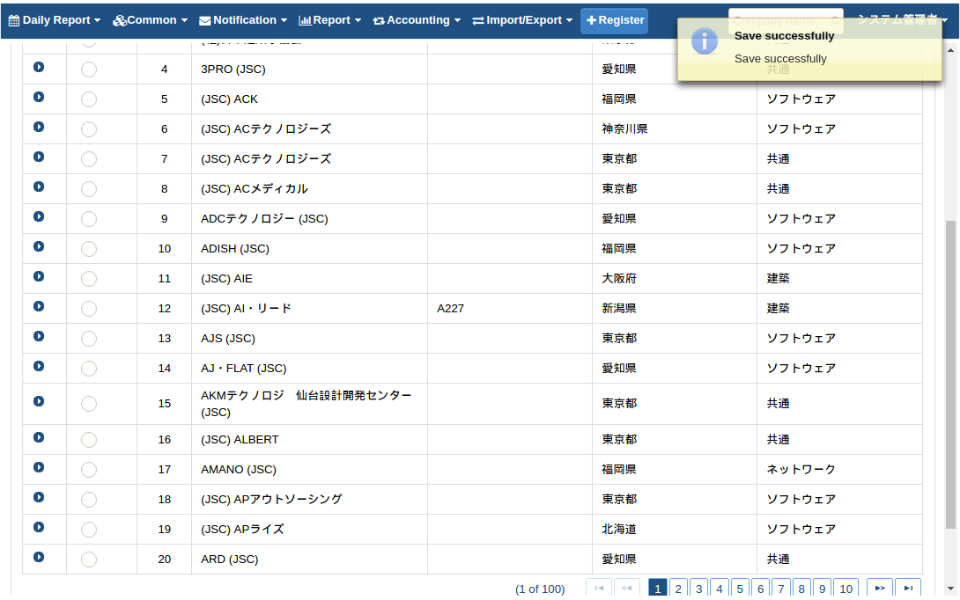 Daily Report Common Notification Report Accounting Import/Export Register システム管理者
Save successfully
Save successfully
4 3PRO (JSC) 愛知県 共通
5 (JSC) ACK 福岡県 ソフトウェア
6 (JSC) ACテクノロジーズ 神奈川県 ソフトウェア
7 (JSC) ACテクノロジーズ 東京都 共通
8 (JSC) ACメディカル 東京都 共通
9 ADCテクノロジー (JSC) 愛知県 ソフトウェア
10 ADISH (JSC) 福岡県 ソフトウェア
11 (JSC) AIE 大阪府 建築
12 (JSC) AI・リード A227 新潟県 建築
13 AJS (JSC) 東京都 ソフトウェア
14 AJ・FLAT (JSC) 愛知県 ソフトウェア
15 AKMテクノロジ　仙台設計開発センター 東京都 共通
(JSC)
16 (JSC) ALBERT 東京都 共通
17 AMANO (JSC) 福岡県 ネットワーク
18 (JSC) APアウトソーシング 東京都 ソフトウェア
19 (JSC) APライズ 北海道 ソフトウェア
20 ARD (JSC) 愛知県 共通
(1 of 100) 1 2 3 4 5 6 7 8 9 10